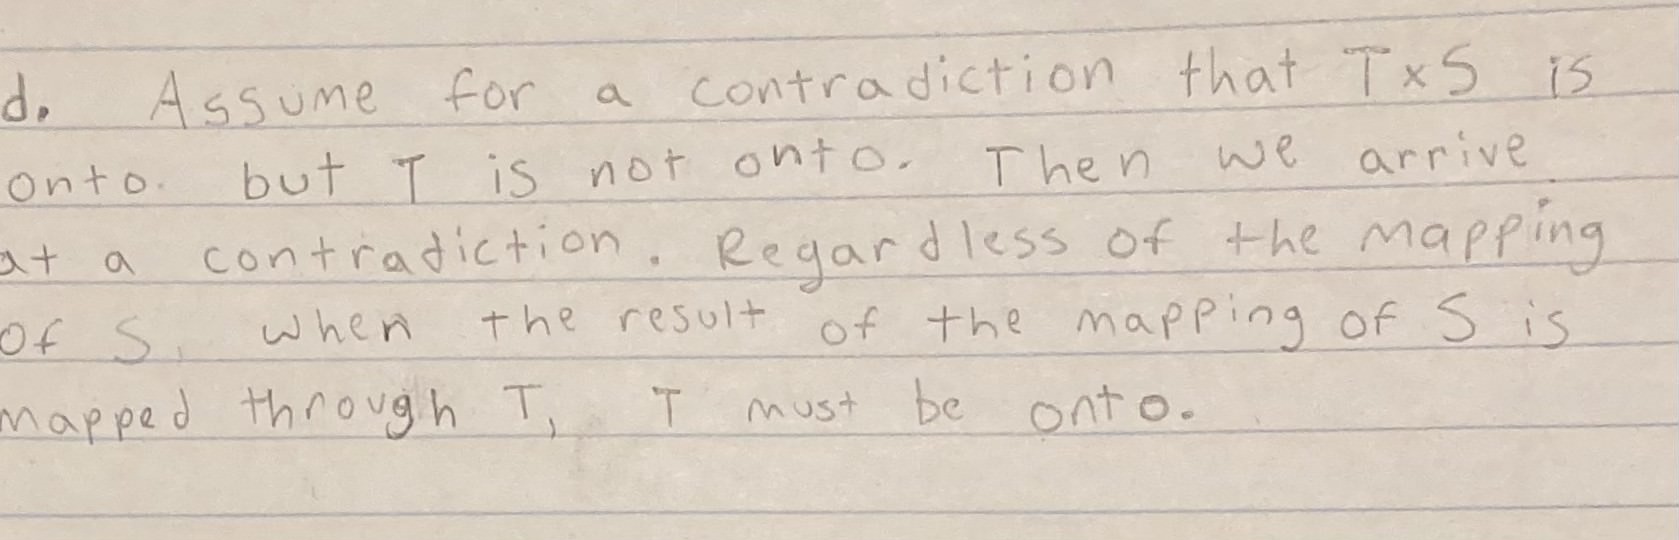 d. Assume for a contradiction that T×S is
onto but T is not onto. Then we arrive
at a contradiction. Regardless of the mapping
of S, when the result of the mapping of S is
mapped through T, T must be onto.